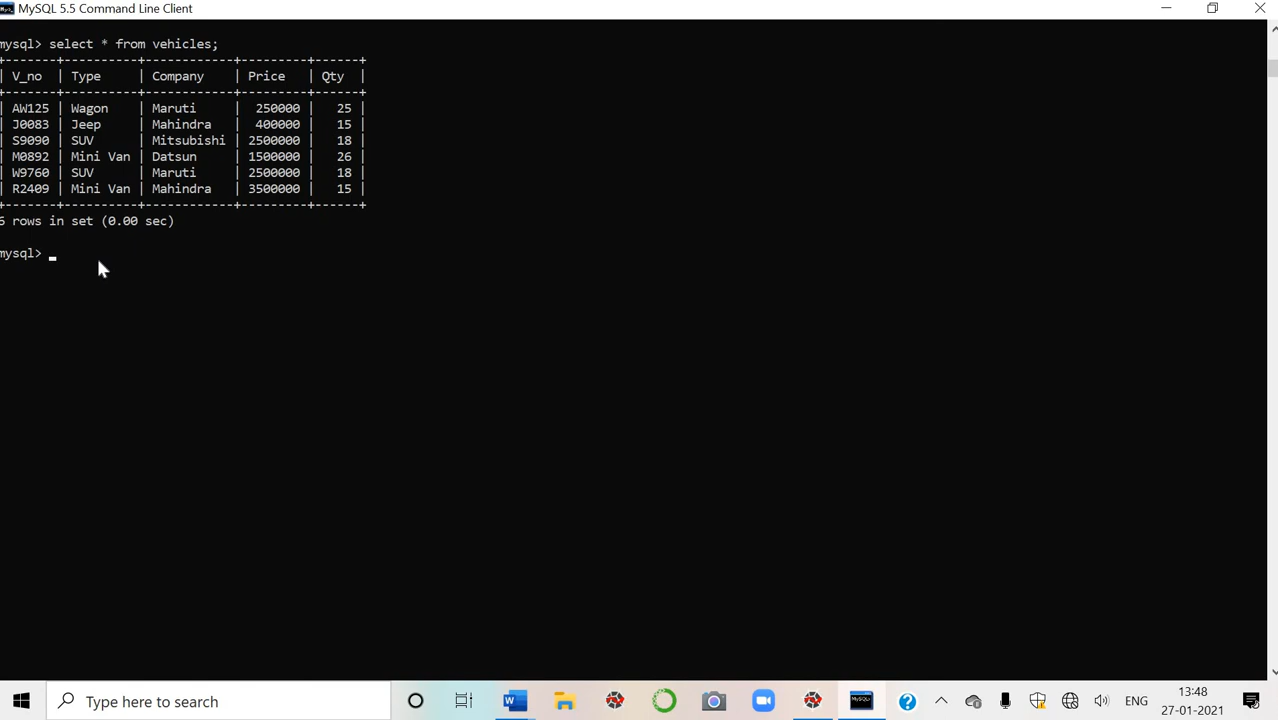 MySQL 5.5 Command Line Client
mysql> select * from vehicles;
+-------+----------+------------+---------+------+
| V_no | Type | Company | Price | Qty |
+-------+----------+------------+---------+------+
| AW125 | Wagon | Maruti | 250000 | 25 |
| J0083 | Jeep | Mahindra | 400000 | 15 |
| S9090 | SUV | Mitsubishi | 2500000 | 18 |
| M0892 | Mini Van | Datsun | 1500000 | 26 |
| W9760 | SUV | Maruti | 2500000 | 18 |
| R2409 | Mini Van | Mahindra | 3500000 | 15 |
+-------+----------+------------+---------+------+
6 rows in set (0.00 sec)
mysql>
Type here to search
W
ENG
13:48
27-01-2021